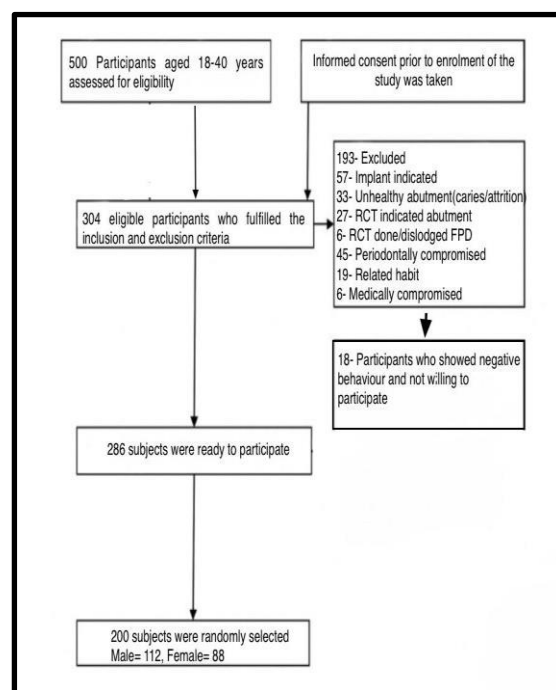 500 Participants aged 18-40 years
assessed for eligibility
Informed consent prior to enrolment of the
study was taken
193- Excluded
57- Implant indicated
33- Unhealthy abutment(caries/attrition)
27- RCT indicated abutment
6- RCT done/dislodged FPD
45- Periodontally compromised
19- Related habit
6- Medically compromised
304 eligible participants who fulfilled the
inclusion and exclusion criteria
18- Participants who showed negative
behaviour and not willing to
participate
286 subjects were ready to participate
200 subjects were randomly selected
Male= 112, Female= 88